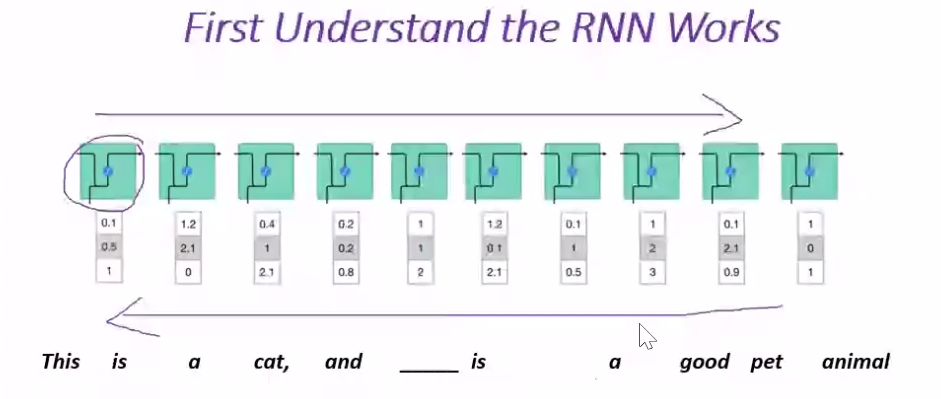 First Understand the RNN Works
0.1 1.2 0.4 0.2 1 1.2 0.1 1 0.1 1
0.5 2.1 1 0.2 1 0.1 1 2 2.1 0
1 0 2.1 0.8 2 2.1 0.5 3 0.9 1
This is a cat, and _____ is a good pet animal